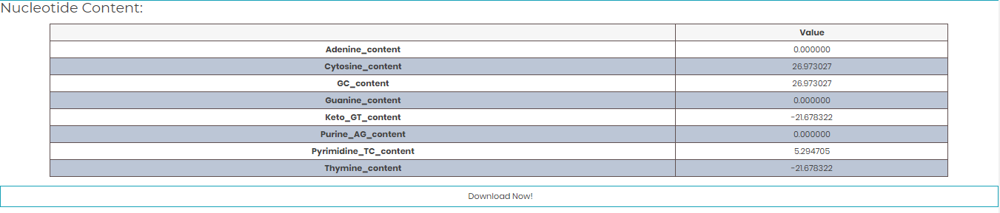 Nucleotide Content:
Value
Adenine_content 0.000000
Cytosine_content 26.973027
GC_content 26.973027
Guanine_content 0.000000
Keto_GT_content -21.678322
Purine_AG_content 0.000000
Pyrimidine_TC_content 5.294705
Thymine_content -21.678322
Download Now!